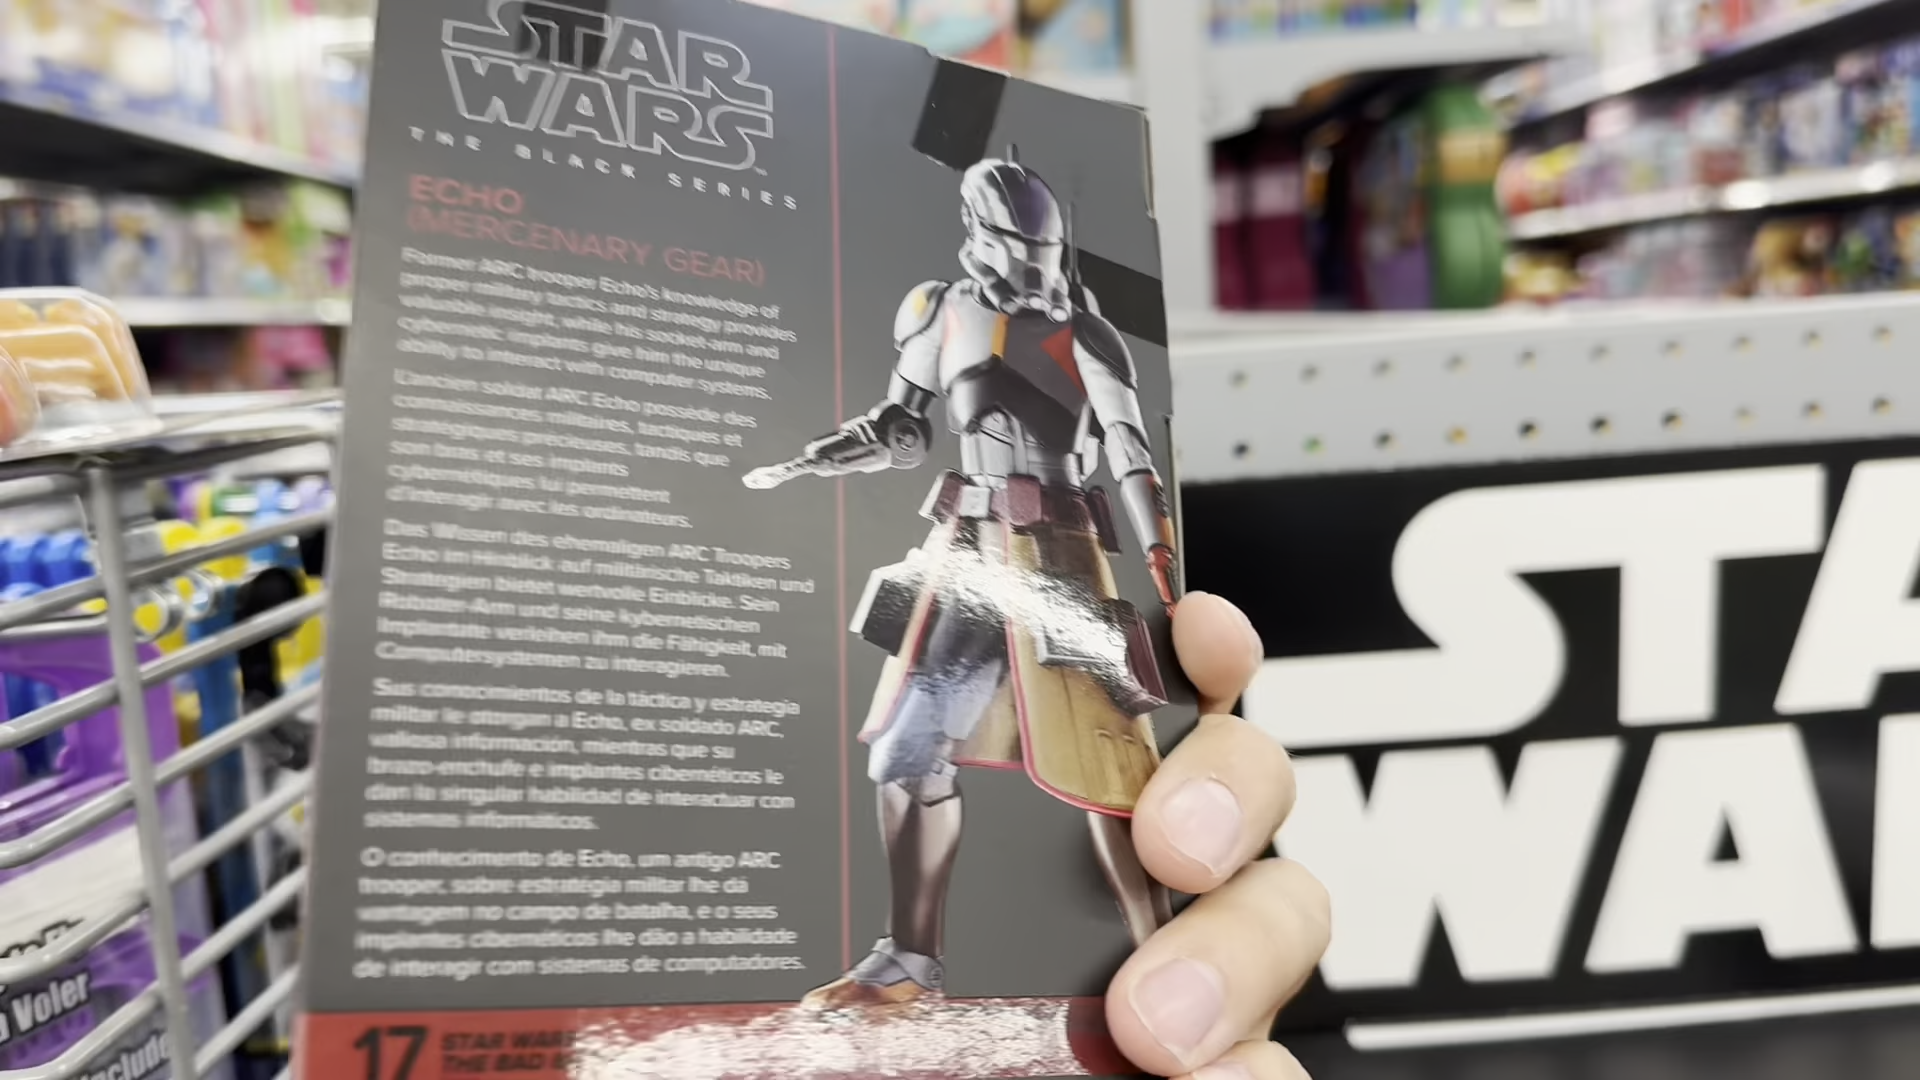 STAR
WARS
THE BLACK SERIES
ECHO
(MERCENARY GEAR)
Former ARC trooper Echo's knowledge of
proper military tactics and strategy provides
valuable insight, while his socket-arm and
cybernetic implants give him the unique
ability to interact with computer systems.
L'ancien soldat ARC Echo possède des
connaissances militaires, tactiques et
stratégiques précieuses, tandis que
son bras et ses implants
cybernétiques lui permettent
d'interagir avec les ordinateurs.
Das Wissen des ehemaligen ARC Troopers
Echo im Hinblick auf militärische Taktiken und
Strategien bietet wertvolle Einblicke. Sein
Roboter-Arm und seine kybernetischen
Implantate verleihen ihm die Fähigkeit, mit
Computersystemen zu interagieren.
Sus conocimientos de la táctica y estrategia
militar le otorgan a Echo, ex soldado ARC,
valiosa información, mientras que su
brazo-enchufe e implantes cibernéticos le
dan la singular habilidad de interactuar con
sistemas informáticos.
O conhecimento de Echo, um antigo ARC
trooper, sobre estratégia militar lhe dá
vantagem no campo de batalha, e o seus
implantes cibernéticos lhe dão a habilidade
de interagir com sistemas de computadores.
17
STAR WARS
THE BAD
STA
WA
Voler